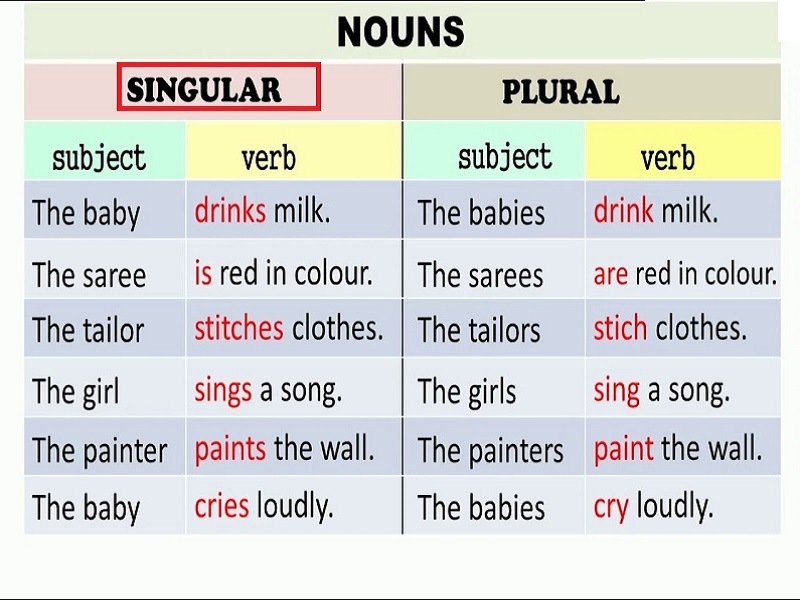 NOUNS
SINGULAR PLURAL
subject verb subject verb
The baby drinks milk. The babies drink milk.
The saree is red in colour. The sarees are red in colour.
The tailor stitches clothes. The tailors stich clothes.
The girl sings a song. The girls sing a song.
The painter paints the wall. The painters paint the wall.
The baby cries loudly. The babies cry loudly.